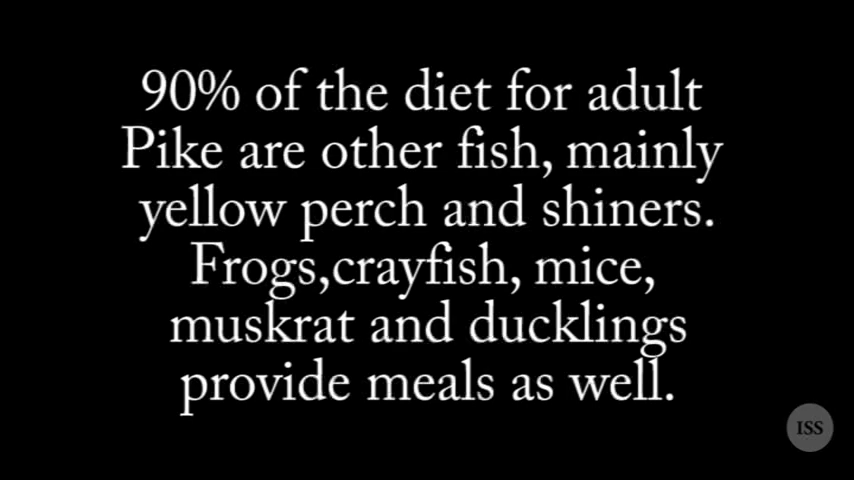 90% of the diet for adult
Pike are other fish, mainly
yellow perch and shiners.
Frogs,crayfish, mice,
muskrat and ducklings
provide meals as well.
ISS